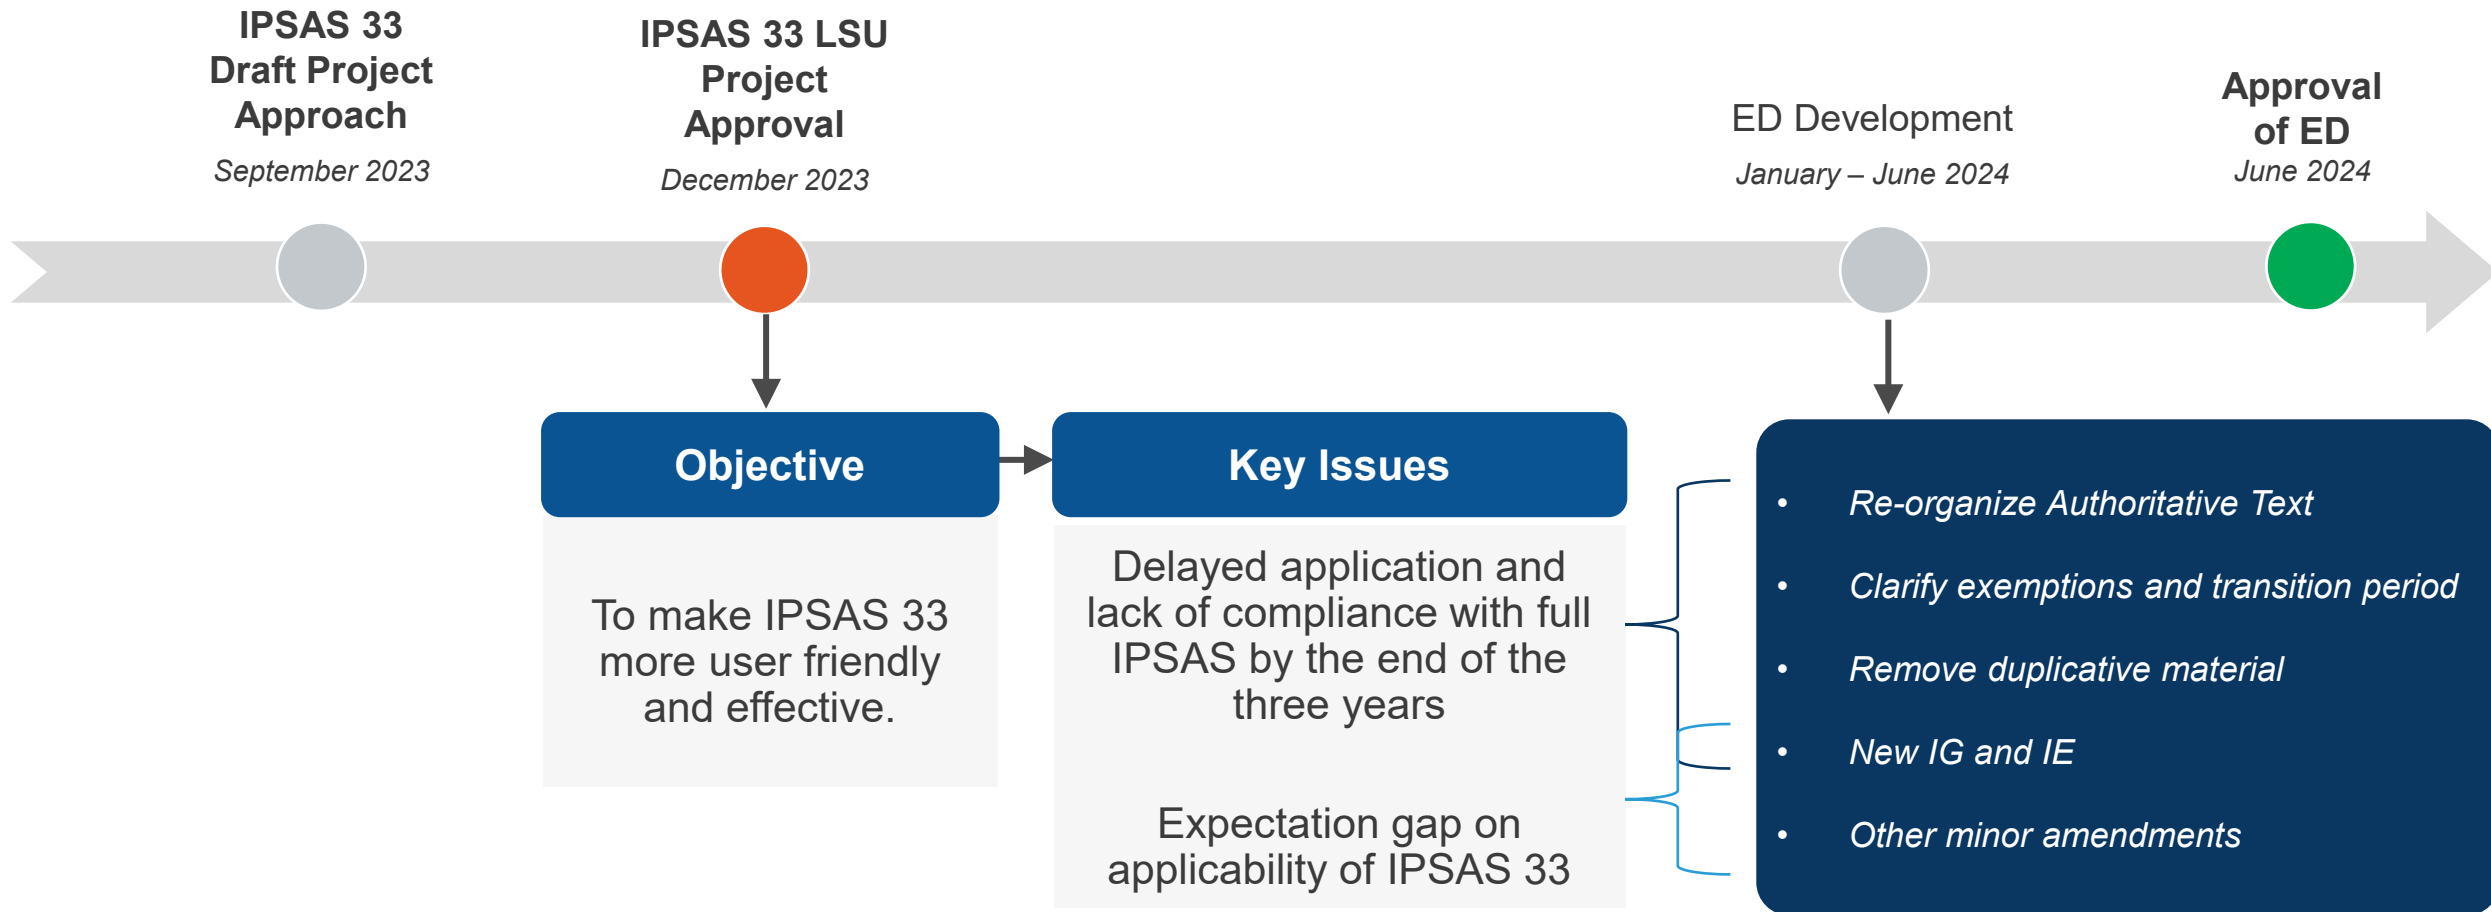 IPSAS 33
Draft Project
Approach
September 2023
IPSAS 33 LSU
Project
Approval
December 2023
ED Development
January – June 2024
Approval
of ED
June 2024
Objective
To make IPSAS 33
more user friendly
and effective.
Key Issues
Delayed application and
lack of compliance with full
IPSAS by the end of the
three years
Expectation gap on
applicability of IPSAS 33
• Re-organize Authoritative Text
• Clarify exemptions and transition period
• Remove duplicative material
• New IG and IE
• Other minor amendments